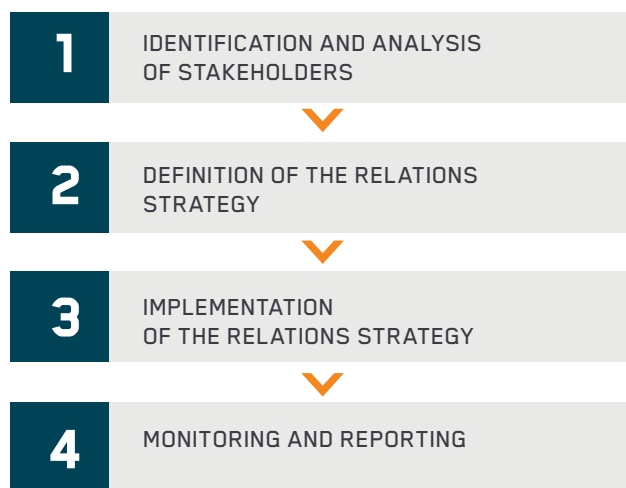 1
IDENTIFICATION AND ANALYSIS
OF STAKEHOLDERS
2
DEFINITION OF THE RELATIONS
STRATEGY
3
IMPLEMENTATION
OF THE RELATIONS STRATEGY
4
MONITORING AND REPORTING